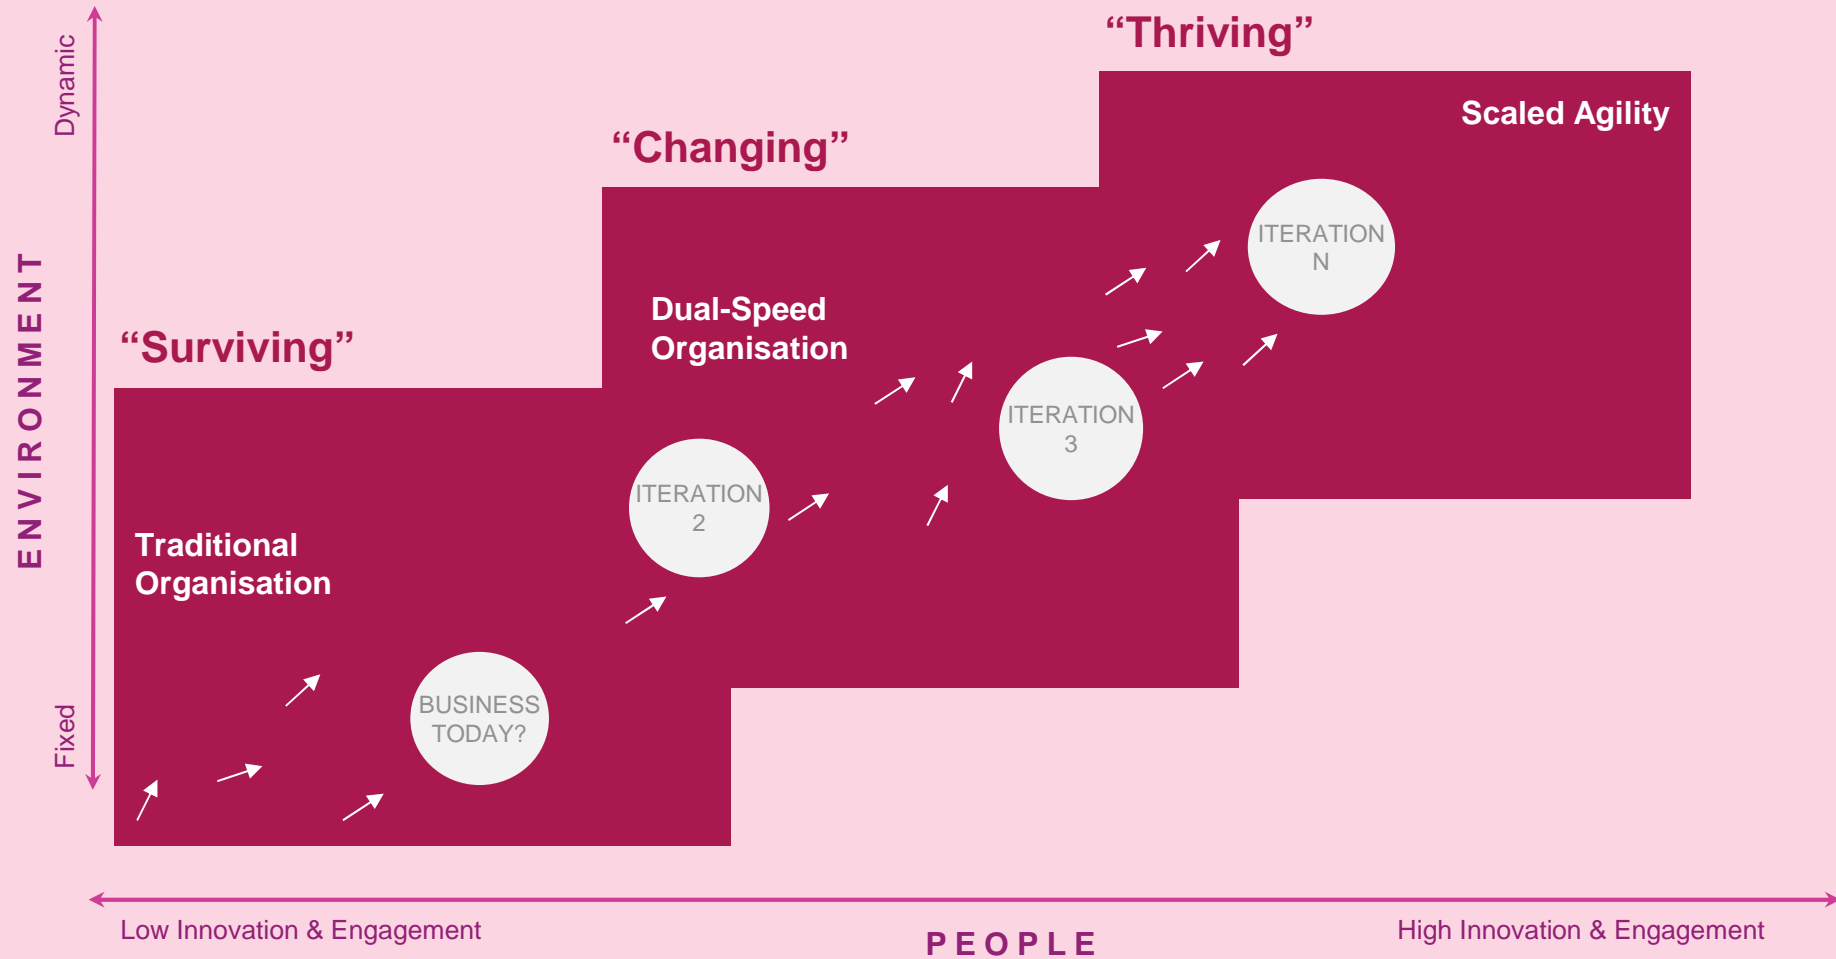 “Thriving”
Dynamic
Scaled Agility
“Changing”
ITERATION
N
ENVIRONMENT
Dual-Speed
Organisation
“Surviving”
ITERATION
3
ITERATION
2
Traditional
Organisation
BUSINESS
TODAY?
Fixed
Low Innovation & Engagement
PEOPLE
High Innovation & Engagement